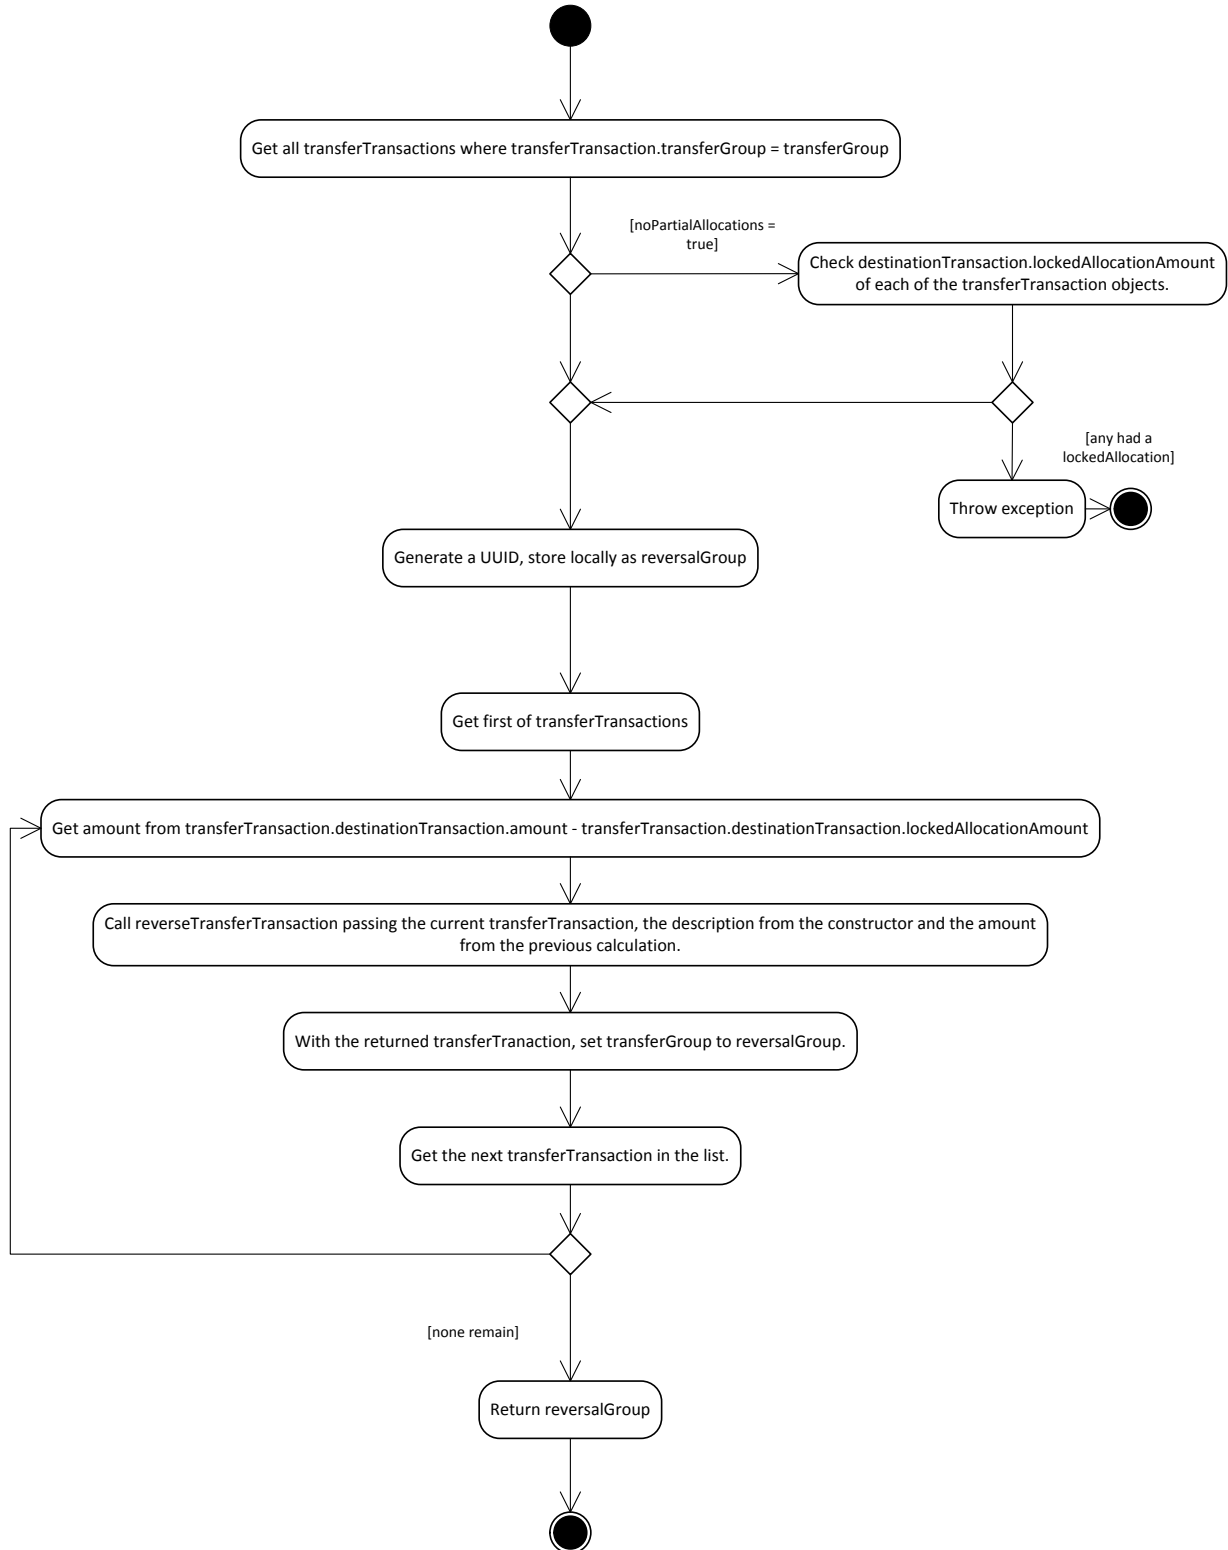 Get all transferTransactions where transferTransaction.transferGroup = transferGroup
[noPartialAllocations =
true]
Check destinationTransaction.lockedAllocationAmount
of each of the transferTransaction objects.
[any had a
lockedAllocation]
Throw exception
Generate a UUID, store locally as reversalGroup
Get first of transferTransactions
Get amount from transferTransaction.destinationTransaction.amount - transferTransaction.destinationTransaction.lockedAllocationAmount
Call reverseTransferTransaction passing the current transferTransaction, the description from the constructor and the amount
from the previous calculation.
With the returned transferTranaction, set transferGroup to reversalGroup.
Get the next transferTransaction in the list.
[none remain]
Return reversalGroup